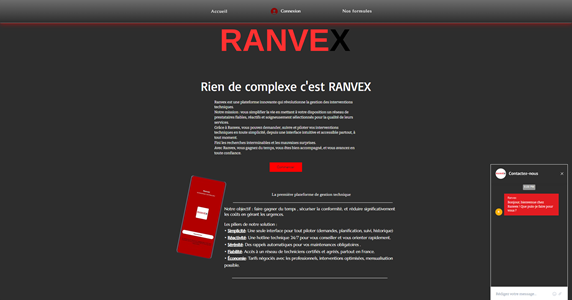 Accueil
Connexion
Nos formules
RANVEX
Rien de complexe c'est RANVEX
Ranvex est une plateforme innovante qui révolutionne la gestion des interventions
techniques.
Notre mission : vous simplifier la vie en mettant à votre disposition un réseau de
prestataires fiables, réactifs et soigneusement sélectionnés pour la qualité de leurs
services.
Grâce à Ranvex, vous pouvez demander, suivre et piloter vos interventions
techniques en toute simplicité, depuis une interface intuitive et accessible partout, à
tout moment.
Fini les recherches interminables et les mauvaises surprises.
Avec Ranvex, vous gagnez du temps, vous êtes bien accompagné, et vous avancez en
toute confiance.
La première plateforme de gestion technique
Notre objectif : faire gagner du temps , sécuriser la conformité, et réduire significativement
les coûts en gérant les urgences.
Les piliers de notre solution :
• Simplicité: Une seule interface pour tout piloter (demandes, planification, suivi, historique)
• Réactivité: Une hotline technique 24/7 pour vous conseiller et vous orienter rapidement.
• Sérénité: Des rappels automatiques pour vos maintenances obligatoires .
• Fiabilité: Accès à un réseau de techniciens certifiés et agréés, partout en France.
• Économie: Tarifs négociés avec les professionnels, interventions optimisées, mensualisation
possible.
Contactez-nous
Ranvex
Bonjour, bienvenue chez
Ranvex ! Que puis-je faire pour
vous ?
Rédigez votre message...